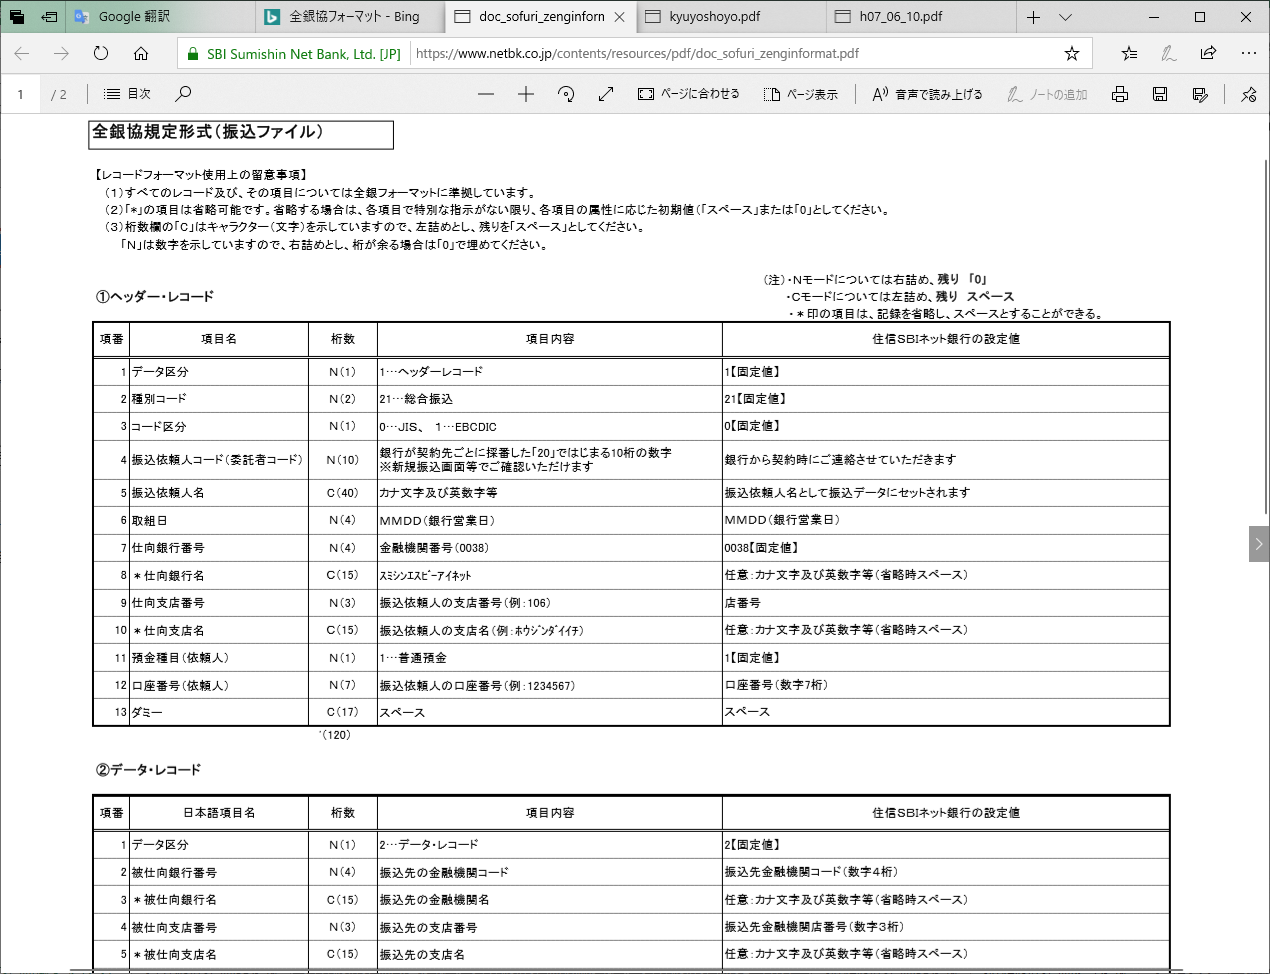 Google 翻訳
全銀協フォーマット - Bing
doc_sofuri_zenginforn
kyuyoshoyo.pdf
h07_06_10.pdf
SBI Sumishin Net Bank, Ltd. [JP]
https://www.netbk.co.jp/contents/resources/pdf/doc_sofuri_zenginformat.pdf
1 / 2 目次 ページに合わせる ページ表示 音声で読み上げる ノートの追加
全銀協規定形式（振込ファイル）
【レコードフォーマット使用上の留意事項】
（１）すべてのレコード及び、その項目については全銀フォーマットに準拠しています。
（２）「*」の項目は省略可能です。省略する場合は、各項目で特別な指示がない限り、各項目の属性に応じた初期値（「スペース」または「0」としてください。
（３）桁数欄の「C」はキャラクター（文字）を示していますので、左詰めとし、残りを「スペース」としてください。
「N」は数字を示していますので、右詰めとし、桁が余る場合は「0」で埋めてください。
（注）・Nモードについては右詰め、残り 「0」
・Cモードについては左詰め、残り スペース
・＊印の項目は、記録を省略し、スペースとすることができる。
①ヘッダー・レコード
項番 項目名 桁数 項目内容 住信SBIネット銀行の設定値
1 データ区分 N（1） 1…ヘッダーレコード 1【固定値】
2 種別コード N（2） 21…総合振込 21【固定値】
3 コード区分 N（1） 0…JIS、 1…EBCDIC 0【固定値】
4 振込依頼人コード（委託者コード） N（10） 銀行が契約先ごとに採番した「20」ではじまる10桁の数字
※新規振込画面等でご確認いただけます 銀行から契約時にご連絡させていただきます
5 振込依頼人名 C（40） カナ文字及び英数字等 振込依頼人名として振込データにセットされます
6 取組日 N（4） MMDD（銀行営業日） MMDD（銀行営業日）
7 仕向銀行番号 N（4） 金融機関番号（0038） 0038【固定値】
8 ＊仕向銀行名 C（15） ｽﾐｼﾝｴｽﾋﾞｰｱｲﾈｯﾄ 任意：カナ文字及び英数字等（省略時スペース）
9 仕向支店番号 N（3） 振込依頼人の支店番号（例：106） 店番号
10 ＊仕向支店名 C（15） 振込依頼人の支店名（例：ﾎｳｼﾞﾝﾀﾞｲｲﾁ） 任意：カナ文字及び英数字等（省略時スペース）
11 預金種目（依頼人） N（1） 1…普通預金 1【固定値】
12 口座番号（依頼人） N（7） 振込依頼人の口座番号（例：1234567） 口座番号（数字7桁）
13 ダミー C（17） スペース スペース
'（120）
②データ・レコード
項番 日本語項目名 桁数 項目内容 住信SBIネット銀行の設定値
1 データ区分 N（1） 2…データ・レコード 2【固定値】
2 被仕向銀行番号 N（4） 振込先の金融機関コード 振込先金融機関コード（数字４桁）
3 ＊被仕向銀行名 C（15） 振込先の金融機関名 任意：カナ文字及び英数字等（省略時スペース）
4 被仕向支店番号 N（3） 振込先の支店番号 振込先金融機関店番号（数字３桁）
5 ＊被仕向支店名 C（15） 振込先の支店名 任意：カナ文字及び英数字等（省略時スペース）